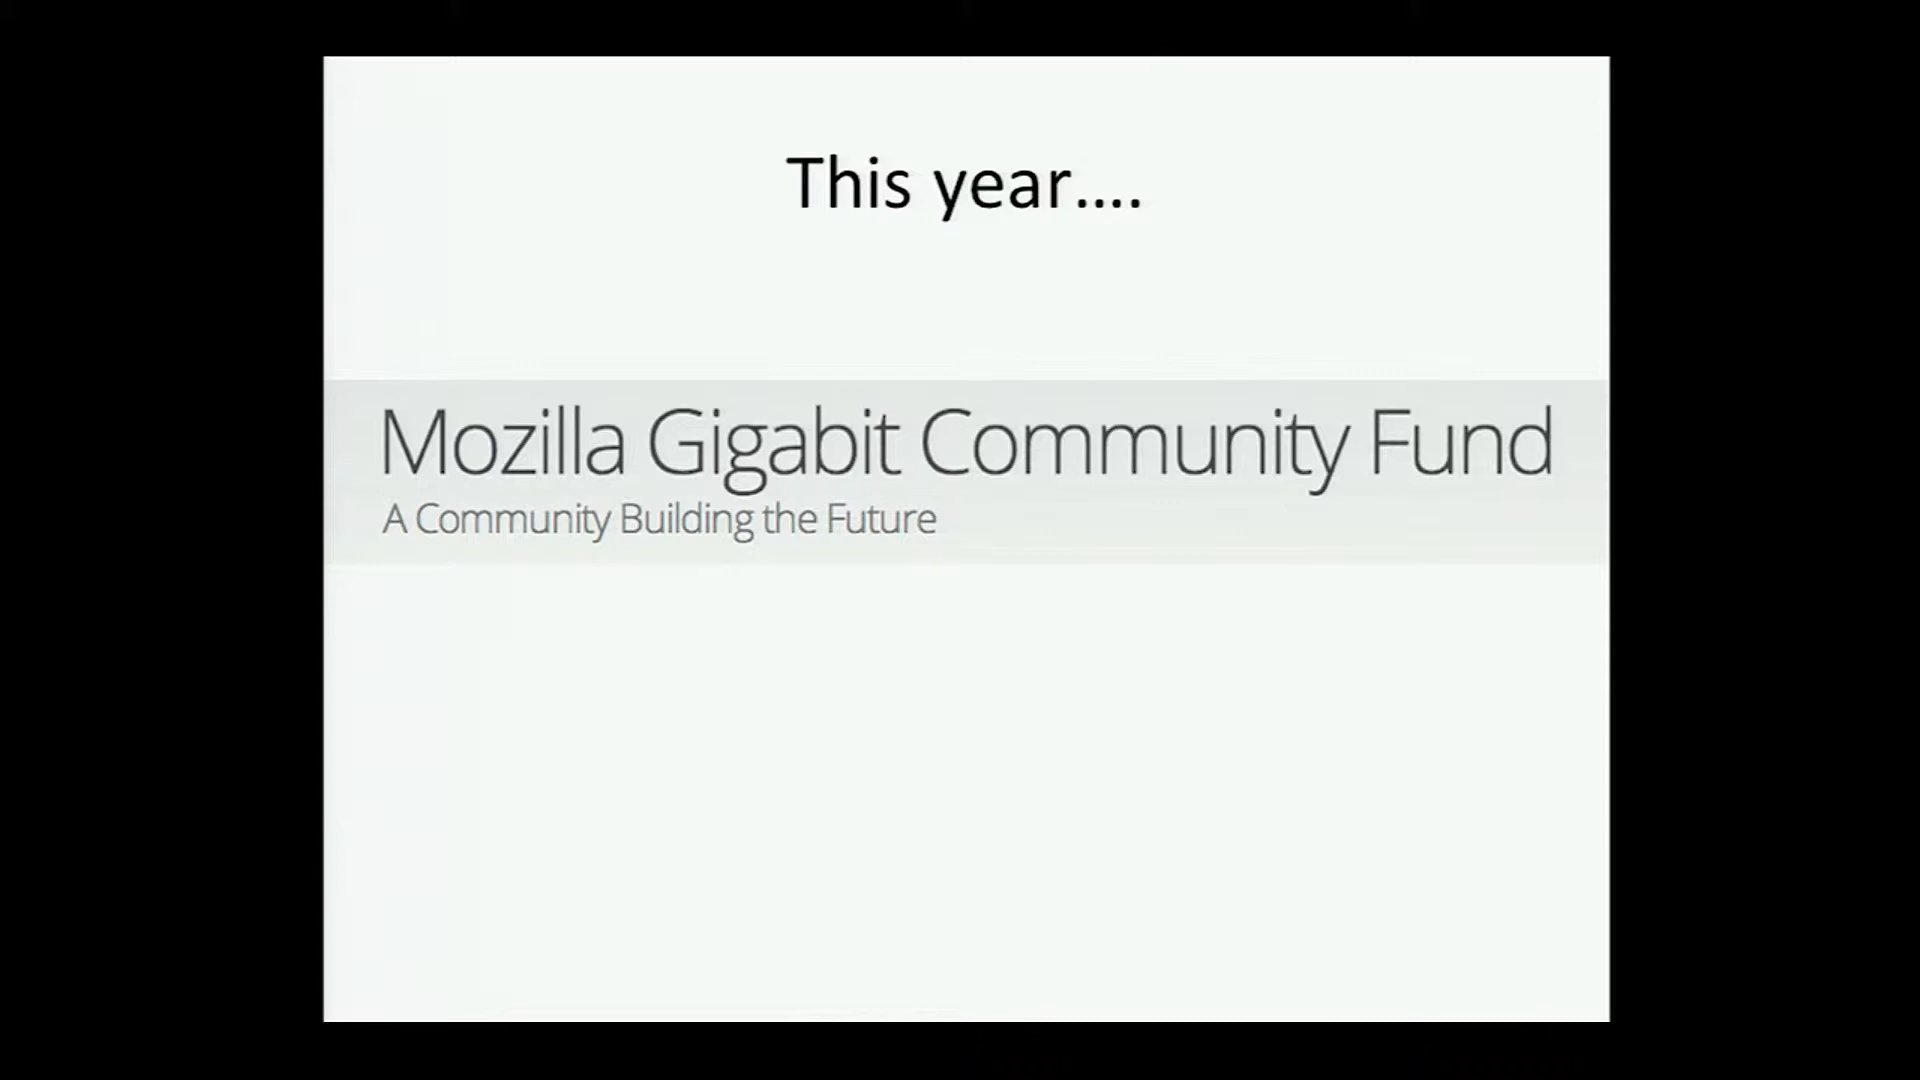 This year....
Mozilla Gigabit Community Fund
A Community Building the Future